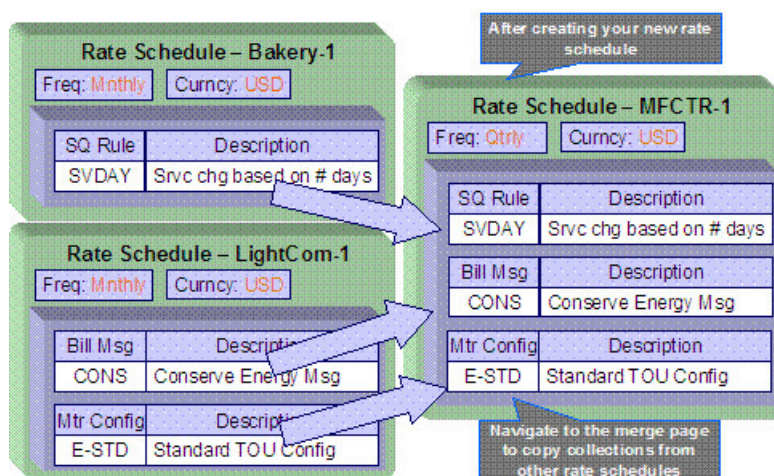 Rate Schedule – Bakery-1
Freq: Mnthly Curncy: USD
SQ Rule Description
SVDAY Srvc chg based on # days
Rate Schedule – LightCom-1
Freq: Mnthly Curncy: USD
Bill Msg Description
CONS Conserve Energy Msg
Mtr Config Description
E-STD Standard TOU Config
After creating your new rate
schedule
Rate Schedule – MFCTR-1
Freq: Qtrly Curncy: USD
SQ Rule Description
SVDAY Srvc chg based on # days
Bill Msg Description
CONS Conserve Energy Msg
Mtr Config Description
E-STD Standard TOU Config
Navigate to the merge page
to copy collections from
other rate schedules